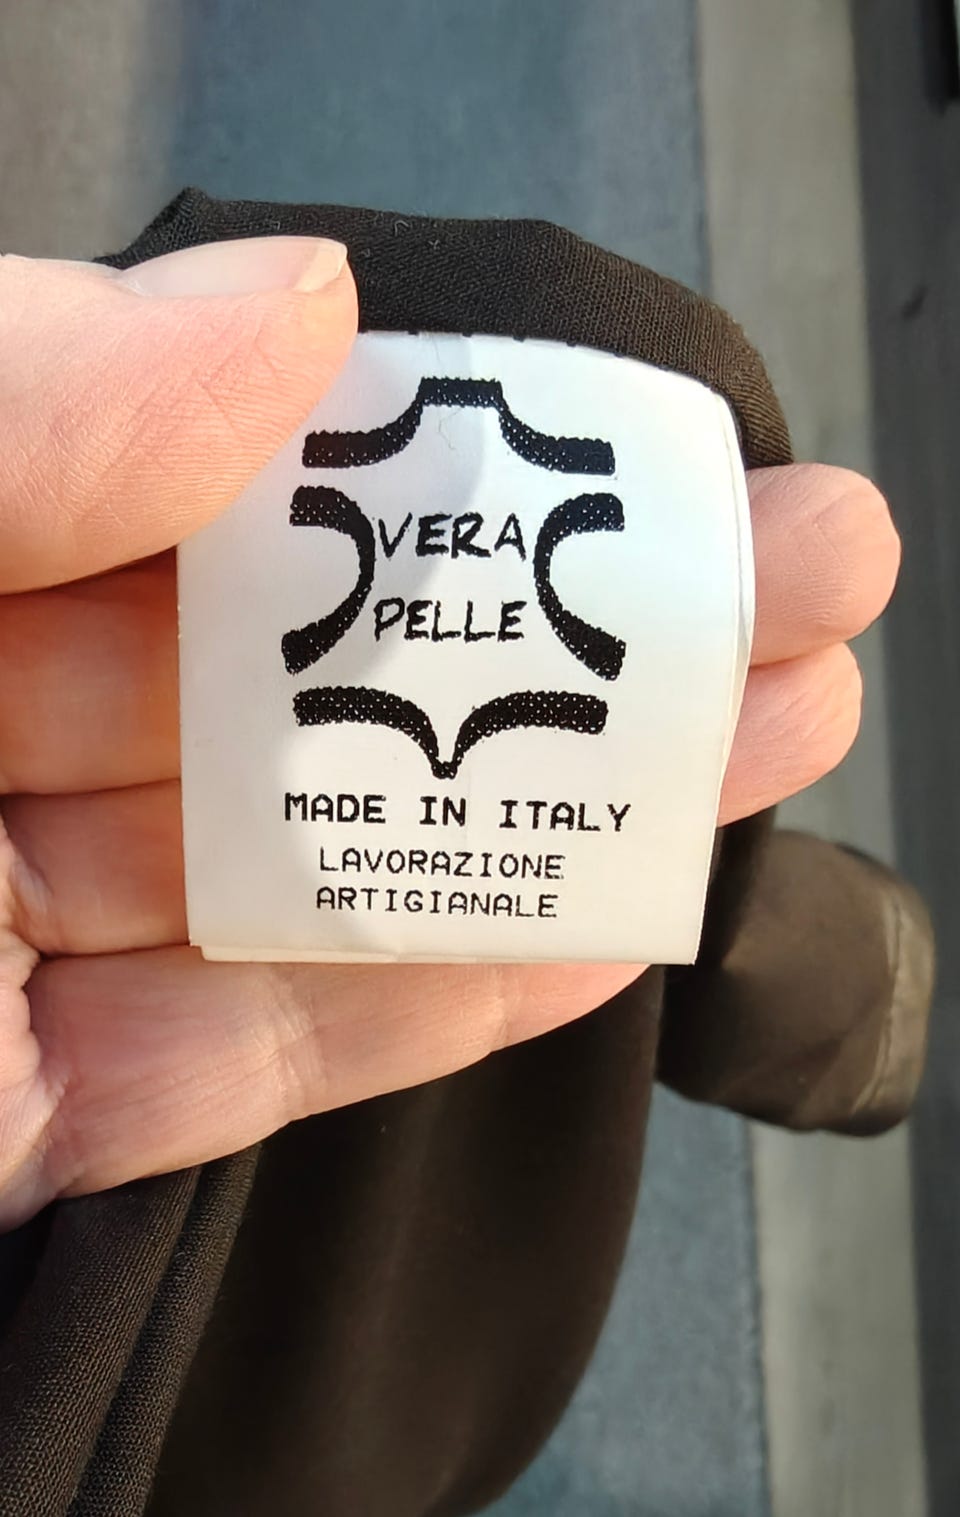 VERA
PELLE
MADE IN ITALY
LAVORAZIONE
ARTIGIANALE